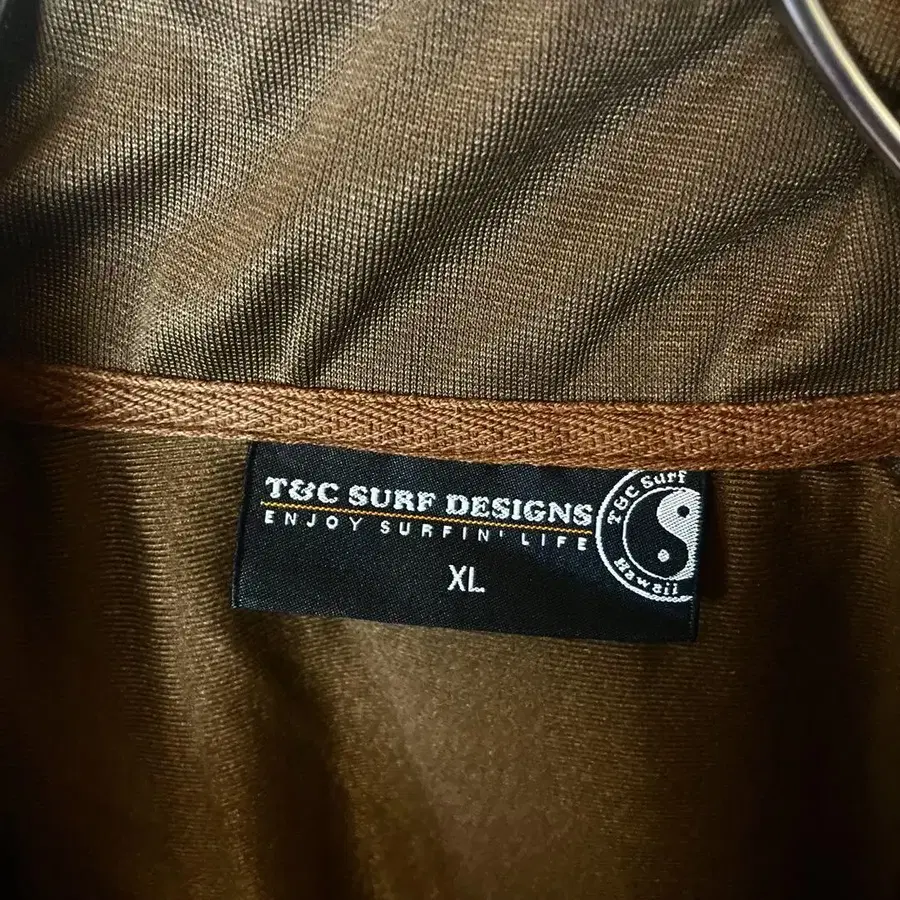 T&C SURF DESIGNS
ENJOY SURFIN' LIFE
XL
T&C Surf
Hawaii